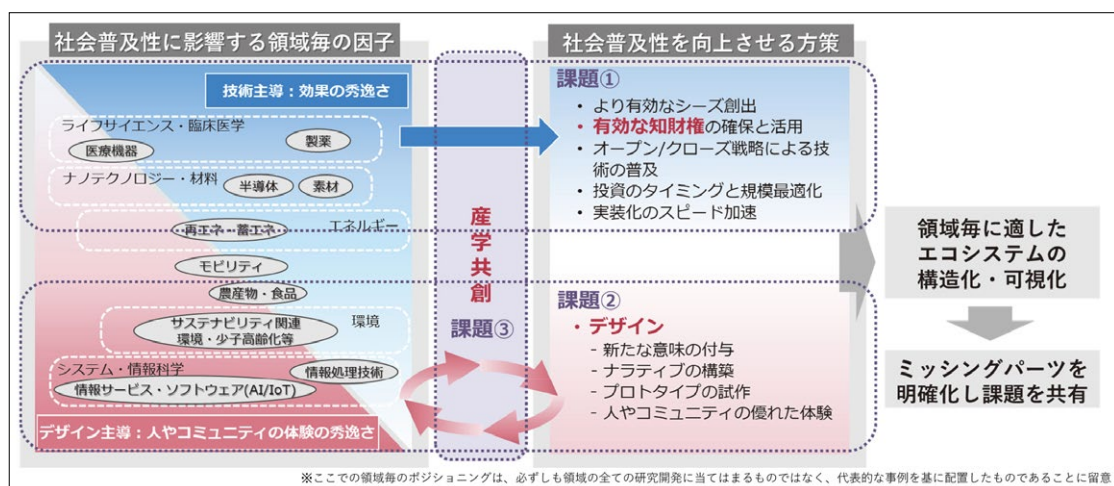 社会普及性に影響する領域毎の因子
技術主導：効果の秀逸さ
ライフサイエンス・臨床医学
製薬
医療機器
ナノテクノロジー・材料
半導体
素材
再エネ・蓄エネ
エネルギー
モビリティ
農産物・食品
サステナビリティ関連
環境・少子高齢化等
環境
システム・情報科学
情報処理技術
情報サービス・ソフトウェア(AI/IoT)
デザイン主導：人やコミュニティの体験の秀逸さ
産学共創
課題③
社会普及性を向上させる方策
課題①
・ より有効なシーズ創出
・ 有効な知財権の確保と活用
・ オープン/クローズ戦略による技
術の普及
・ 投資のタイミングと規模最適化
・ 実装化のスピード加速
課題②
・ デザイン
- 新たな意味の付与
- ナラティブの構築
- プロトタイプの試作
- 人やコミュニティの優れた体験
領域毎に適した
エコシステムの
構造化・可視化
ミッシングパーツを
明確化し課題を共有
※ここでの領域毎のポジショニングは、必ずしも領域の全ての研究開発に当てはまるものではなく、代表的な事例を基に配置したものであることに留意